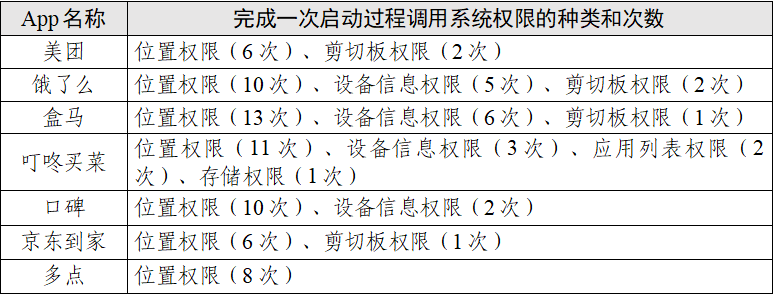 App 名称 完成一次启动过程调用系统权限的种类和次数
美团 位置权限（6 次）、剪切板权限（2 次）
饿了么 位置权限（10 次）、设备信息权限（5 次）、剪切板权限（2 次）
盒马 位置权限（13 次）、设备信息权限（6 次）、剪切板权限（1 次）
叮咚买菜 位置权限（11 次）、设备信息权限（3 次）、应用列表权限（2
次）、存储权限（1 次）
口碑 位置权限（10 次）、设备信息权限（2 次）
京东到家 位置权限（6 次）、剪切板权限（1 次）
多点 位置权限（8 次）